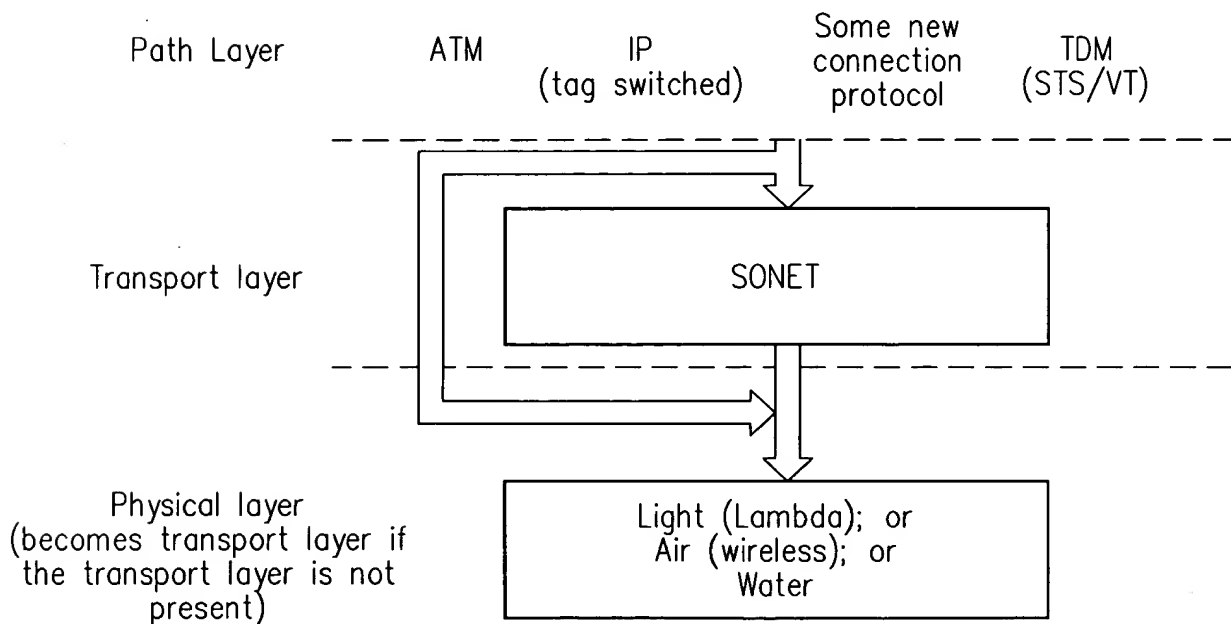 Path Layer
ATM
IP
(tag switched)
Some new
connection
protocol
TDM
(STS/VT)
Transport layer
SONET
Physical layer
(becomes transport layer if
the transport layer is not
present)
Light (Lambda); or
Air (wireless); or
Water